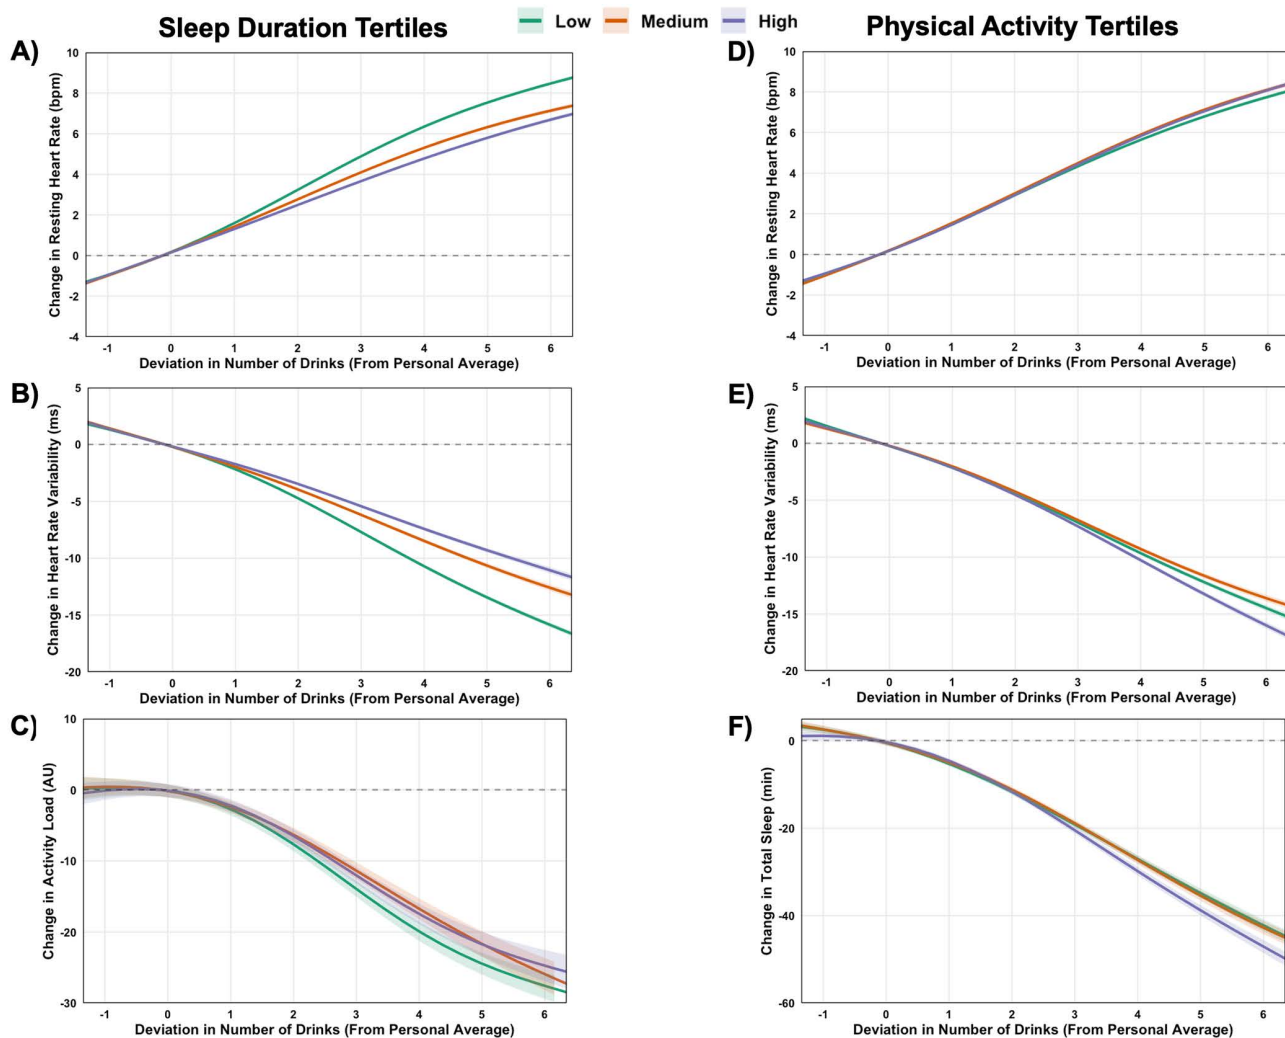 Sleep Duration Tertiles
Low Medium High
Physical Activity Tertiles
A)
Change in Resting Heart Rate (bpm)
10
8
6
4
2
0
-2
-4
-1 0 1 2 3 4 5 6
Deviation in Number of Drinks (From Personal Average)
D)
Change in Resting Heart Rate (bpm)
10
8
6
4
2
0
-2
-4
-1 0 1 2 3 4 5 6
Deviation in Number of Drinks (From Personal Average)
B)
Change in Heart Rate Variability (ms)
5
0
-5
-10
-15
-20
-1 0 1 2 3 4 5 6
Deviation in Number of Drinks (From Personal Average)
E)
Change in Heart Rate Variability (ms)
5
0
-5
-10
-15
-20
-1 0 1 2 3 4 5 6
Deviation in Number of Drinks (From Personal Average)
C)
Change in Activity Load (AU)
10
0
-10
-20
-30
-1 0 1 2 3 4 5 6
Deviation in Number of Drinks (From Personal Average)
F)
Change in Total Sleep (min)
0
-20
-40
-60
-1 0 1 2 3 4 5 6
Deviation in Number of Drinks (From Personal Average)